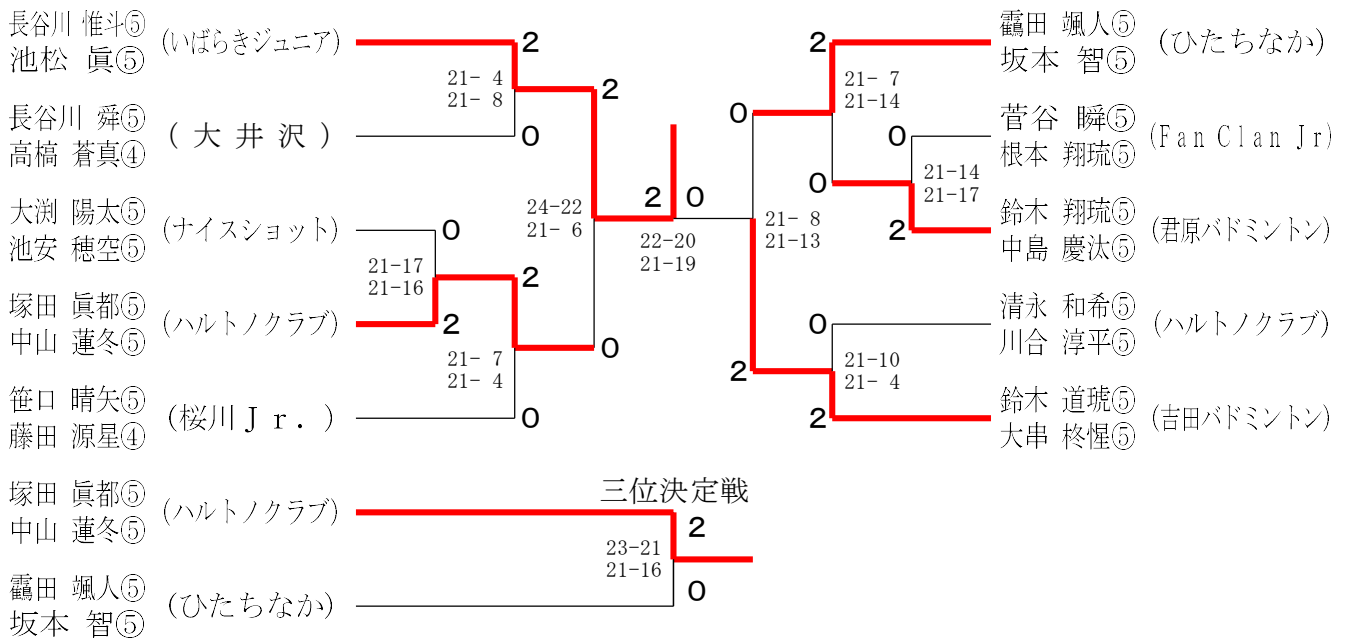 長谷川 惟斗⑤
池松 眞⑤
(いばらきジュニア)
2
21- 4
21- 8
2
長谷川 舜⑤
高槗 蒼真④
(大井沢)
0
大渕 陽太⑤
池安 穂空⑤
(ナイスショット)
0
24-22
21- 6
21-17
21-16
2
塚田 眞都⑤
中山 蓮冬⑤
(ハルトノクラブ)
2
0
21- 7
21- 4
笹口 晴矢⑤
藤田 源星④
(桜川Jr.)
0
2
0
22-20
21-19
2
靍田 颯人⑤
坂本 智⑤
(ひたちなか)
21- 7
21-14
0
菅谷 瞬⑤
根本 翔琉⑤
(Fan Clan Jr)
0
21-14
21-17
0
鈴木 翔琉⑤
中島 慶汰⑤
(君原バドミントン)
2
21- 8
21-13
清永 和希⑤
川合 淳平⑤
(ハルトノクラブ)
0
21-10
21- 4
2
鈴木 道琥⑤
大串 柊惺⑤
(吉田バドミントン)
2
三位決定戦
塚田 眞都⑤
中山 蓮冬⑤
(ハルトノクラブ)
2
23-21
21-16
靍田 颯人⑤
坂本 智⑤
(ひたちなか)
0